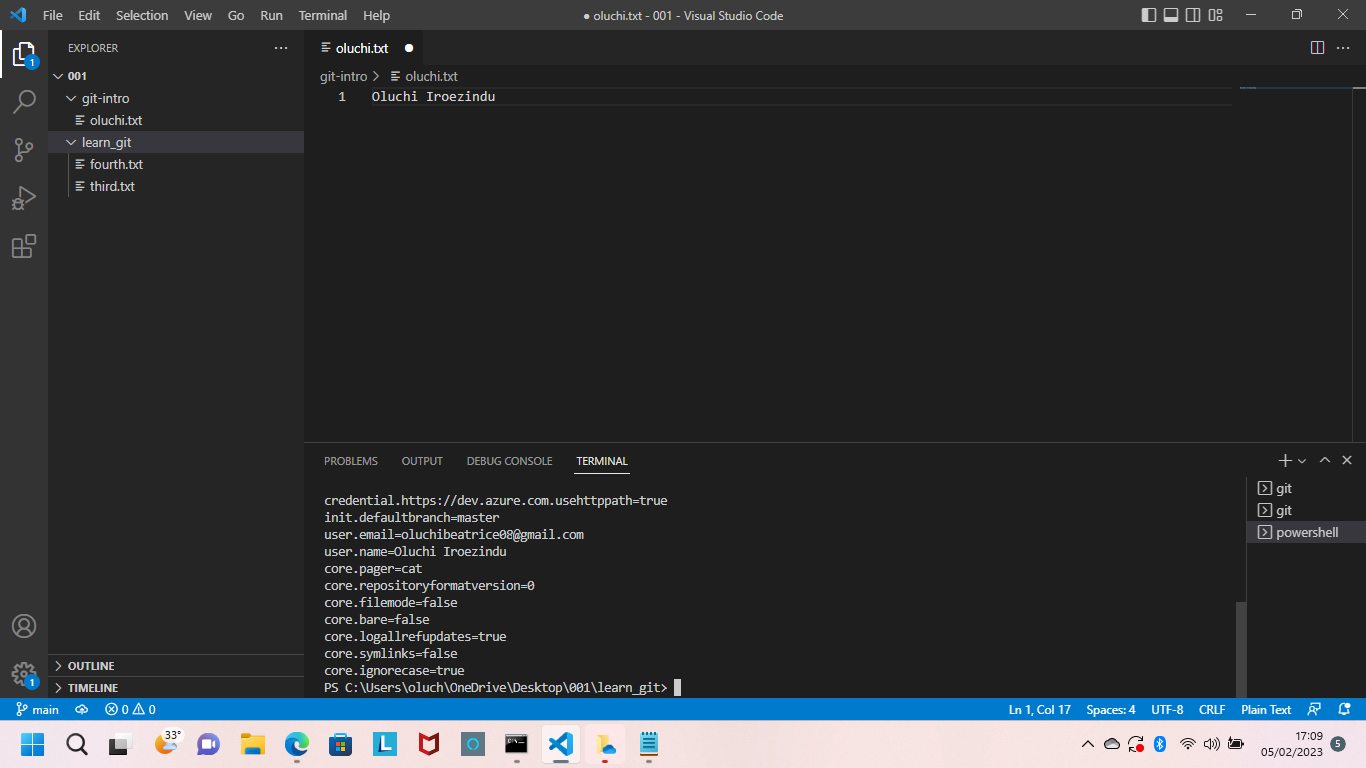 File Edit Selection View Go Run Terminal Help
● oluchi.txt - 001 - Visual Studio Code
EXPLORER
001
git-intro
oluchi.txt
learn_git
fourth.txt
third.txt
OUTLINE
TIMELINE
1
1
oluchi.txt
git-intro > oluchi.txt
1 Oluchi Iroezindu
PROBLEMS OUTPUT DEBUG CONSOLE TERMINAL
credential.https://dev.azure.com.usehttppath=true
init.defaultbranch=master
user.email=oluchibeatrice08@gmail.com
user.name=Oluchi Iroezindu
core.pager=cat
core.repositoryformatversion=0
core.filemode=false
core.bare=false
core.logallrefupdates=true
core.symlinks=false
core.ignorecase=true
PS C:\Users\oluch\OneDrive\Desktop\001\learn_git>
git
git
powershell
main 0 0 Ln 1, Col 17 Spaces: 4 UTF-8 CRLF Plain Text
33°
L
17:09
05/02/2023
5